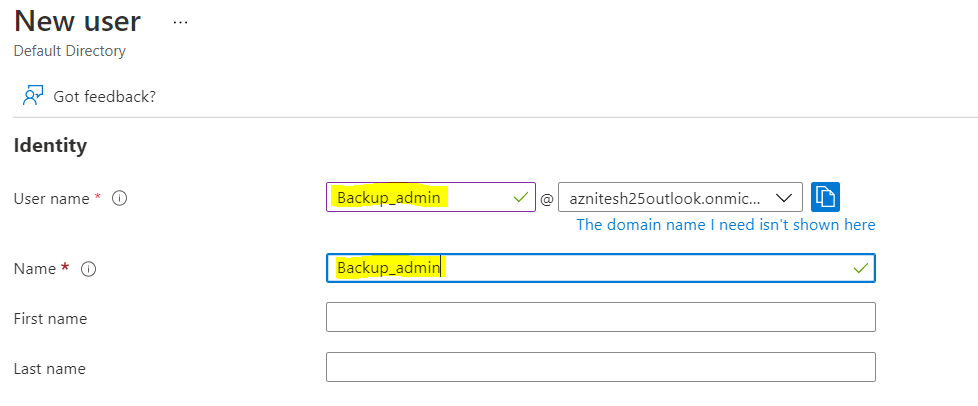 New user ...
Default Directory
Got feedback?
Identity
User name * Backup_admin @ aznitesh25outlook.onmic...
The domain name I need isn't shown here
Name * Backup_admin
First name
Last name